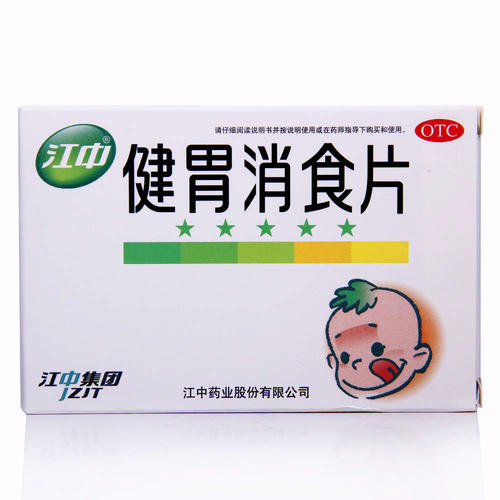 江中®
请仔细阅读说明书并按说明使用或在药师指导下购买和使用。
OTC
健胃消食片
江中集团
JZJT
江中药业股份有限公司